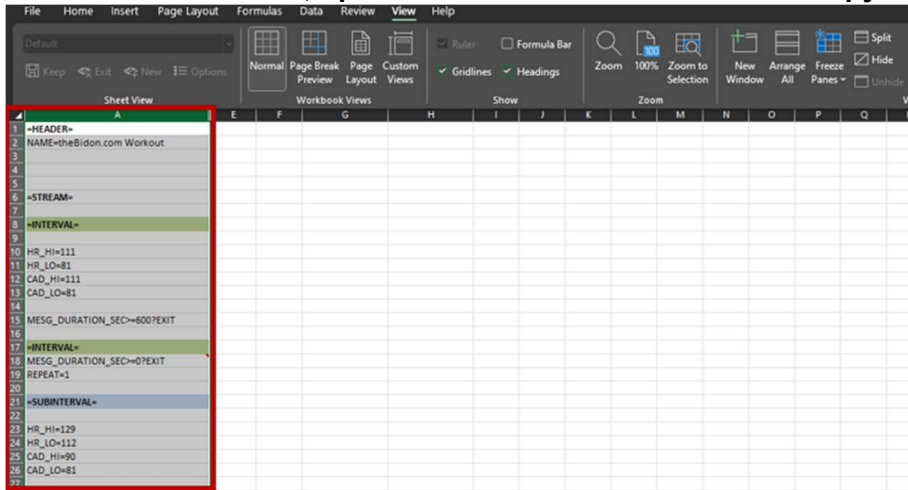 File Home Insert Page Layout Formulas Data Review View Help
Default
Keep Exit New Options
Sheet View
Normal Page Break Preview Page Layout Custom Views
Workbook Views
Ruler Formula Bar
Gridlines Headings
Show
Zoom 100% Zoom to Selection
Zoom
New Window Arrange All Freeze Panes
Split
Hide
Unhide
A E F G H I J K L M N O P Q
1 =HEADER=
2 NAME=theBidon.com Workout
3
4
5
6 =STREAM=
7
8 =INTERVAL=
9
10 HR_HI=111
11 HR_LO=81
12 CAD_HI=111
13 CAD_LO=81
14
15 MESG_DURATION_SEC>=600?EXIT
16
17 =INTERVAL=
18 MESG_DURATION_SEC>=0?EXIT
19 REPEAT=1
20
21 =SUBINTERVAL=
22
23 HR_HI=129
24 HR_LO=112
25 CAD_HI=90
26 CAD_LO=81
27